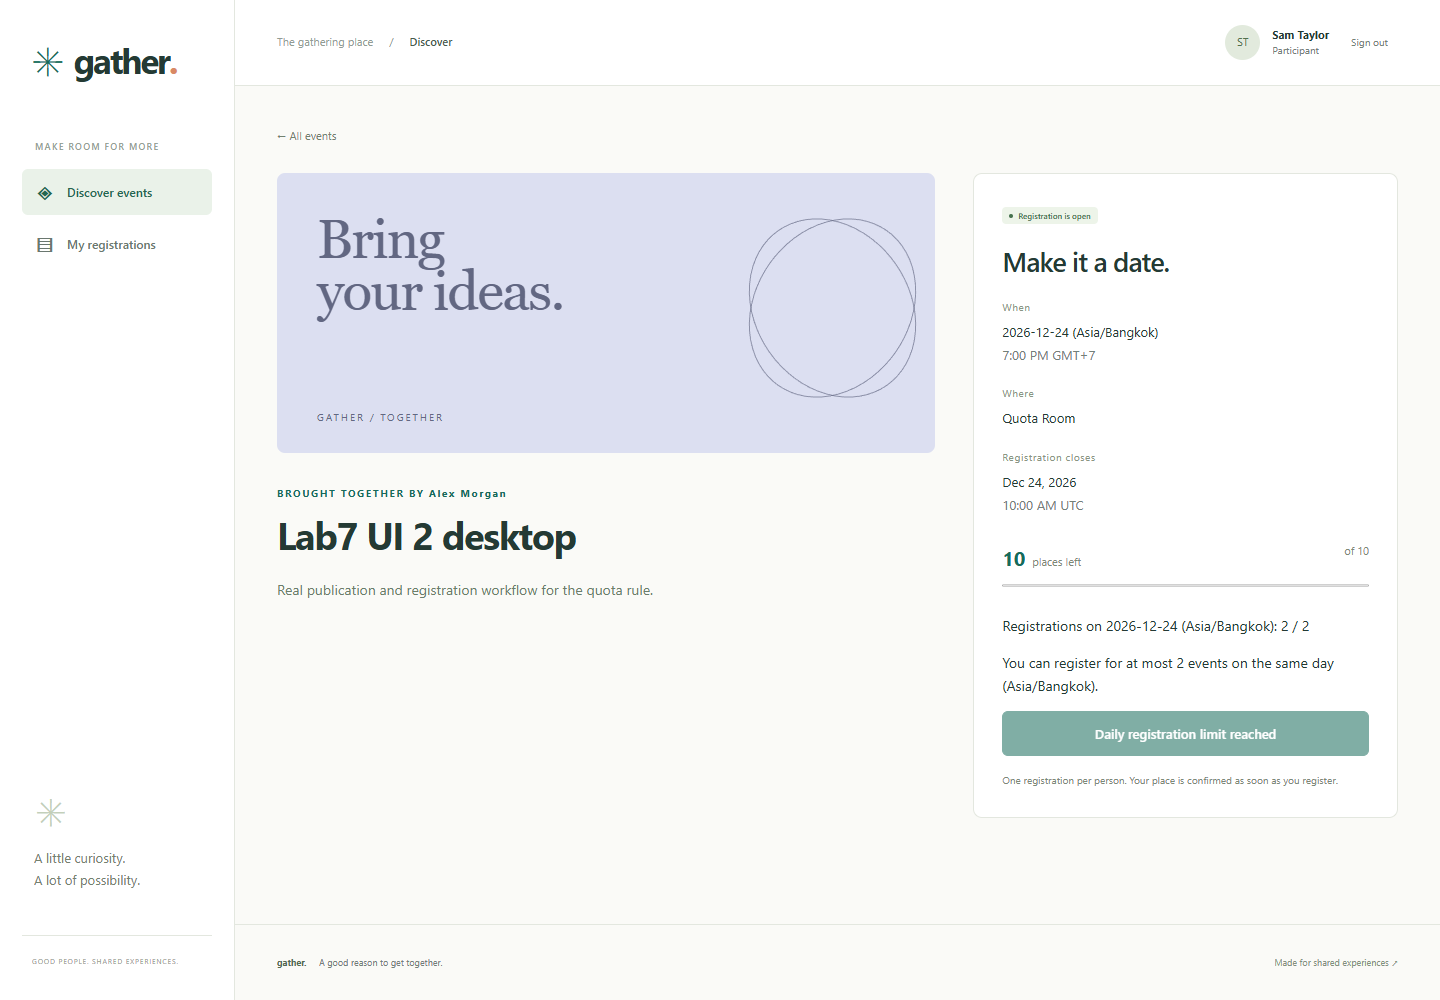 gather.
MAKE ROOM FOR MORE
Discover events
My registrations
A little curiosity.
A lot of possibility.
GOOD PEOPLE. SHARED EXPERIENCES.
The gathering place / Discover
ST
Sam Taylor
Participant
Sign out
← All events
Bring
your ideas.
GATHER / TOGETHER
BROUGHT TOGETHER BY Alex Morgan
Lab7 UI 2 desktop
Real publication and registration workflow for the quota rule.
Registration is open
Make it a date.
When
2026-12-24 (Asia/Bangkok)
7:00 PM GMT+7
Where
Quota Room
Registration closes
Dec 24, 2026
10:00 AM UTC
10 places left
of 10
Registrations on 2026-12-24 (Asia/Bangkok): 2 / 2
You can register for at most 2 events on the same day
(Asia/Bangkok).
Daily registration limit reached
One registration per person. Your place is confirmed as soon as you register.
gather. A good reason to get together.
Made for shared experiences ↗